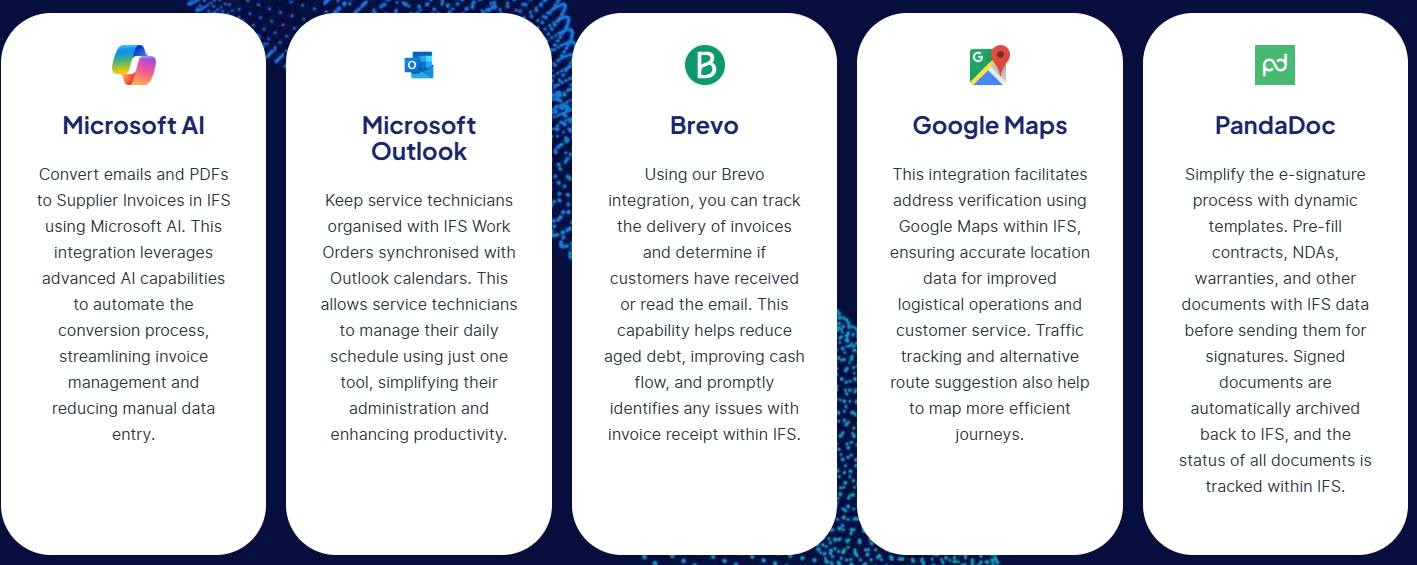 Microsoft AI
Convert emails and PDFs
to Supplier Invoices in IFS
using Microsoft AI. This
integration leverages
advanced AI capabilities
to automate the
conversion process,
streamlining invoice
management and
reducing manual data
entry.
Microsoft
Outlook
Keep service technicians
organised with IFS Work
Orders synchronised with
Outlook calendars. This
allows service technicians
to manage their daily
schedule using just one
tool, simplifying their
administration and
enhancing productivity.
B
Brevo
Using our Brevo
integration, you can track
the delivery of invoices
and determine if
customers have received
or read the email. This
capability helps reduce
aged debt, improving cash
flow, and promptly
identifies any issues with
invoice receipt within IFS.
G
Google Maps
This integration facilitates
address verification using
Google Maps within IFS,
ensuring accurate location
data for improved
logistical operations and
customer service. Traffic
tracking and alternative
route suggestion also help
to map more efficient
journeys.
pd
PandaDoc
Simplify the e-signature
process with dynamic
templates. Pre-fill
contracts, NDAs,
warranties, and other
documents with IFS data
before sending them for
signatures. Signed
documents are
automatically archived
back to IFS, and the
status of all documents is
tracked within IFS.